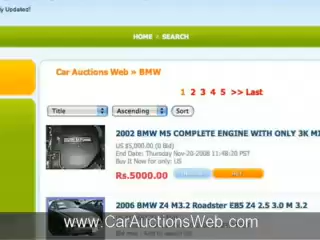 ly Updated!
HOME SEARCH
Car Auctions Web » BMW
1 2 3 4 5 >> Last
Title Ascending Sort
2002 BMW M5 COMPLETE ENGINE WITH ONLY 3K MI
US $5,000.00 (0 Bid)
End Date: Thursday Nov-20-2008 11:48:20 PST
Buy It Now for only: US
Rs.5000.00
2006 BMW Z4 M3.2 Roadster E85 Z4 2.5 3.0 M 3.2
www.CarAuctionsWeb.com